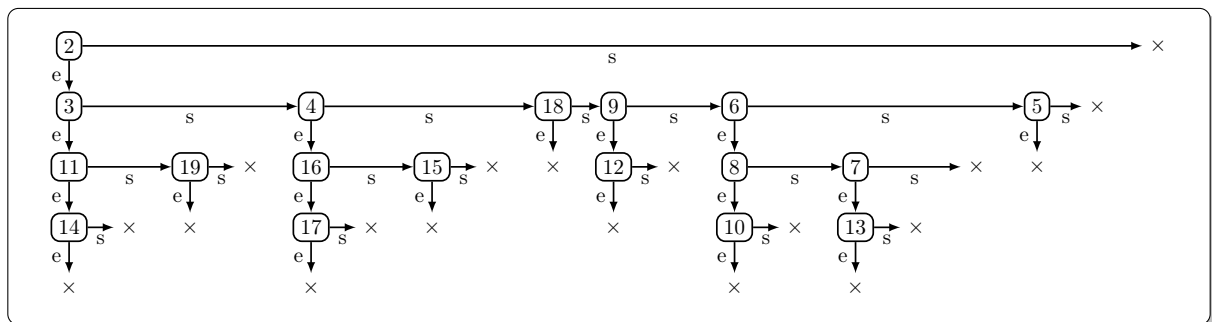 2 ×
s
e
3 4 18 9 6 5 ×
s s s s s s
e e e e e e
11 19 × 16 15 × × 12 × 8 7 × ×
s s s s s s s
e e e e e e e
14 × × 17 × × × 10 × 13 ×
s s s s
e e e e
× × × ×